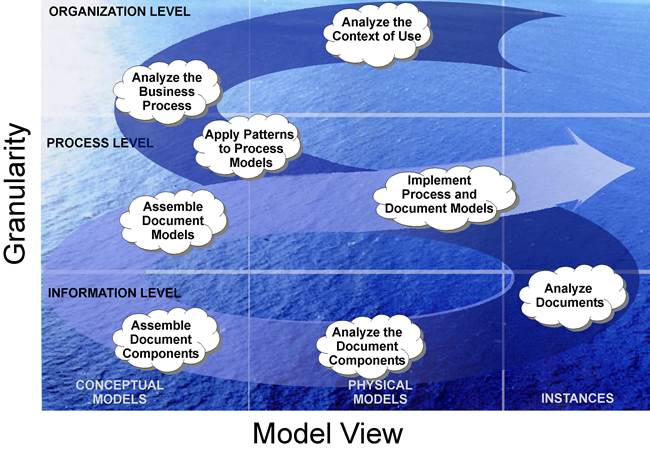 ORGANIZATION LEVEL
Analyze the
Context of Use
Analyze the
Business
Process
PROCESS LEVEL
Apply Patterns
to Process
Models
Implement
Process and
Document Models
Assemble
Document
Models
Granularity
INFORMATION LEVEL
Analyze
Documents
Assemble
Document
Components
Analyze the
Document
Components
CONCEPTUAL
MODELS
PHYSICAL
MODELS
INSTANCES
Model View